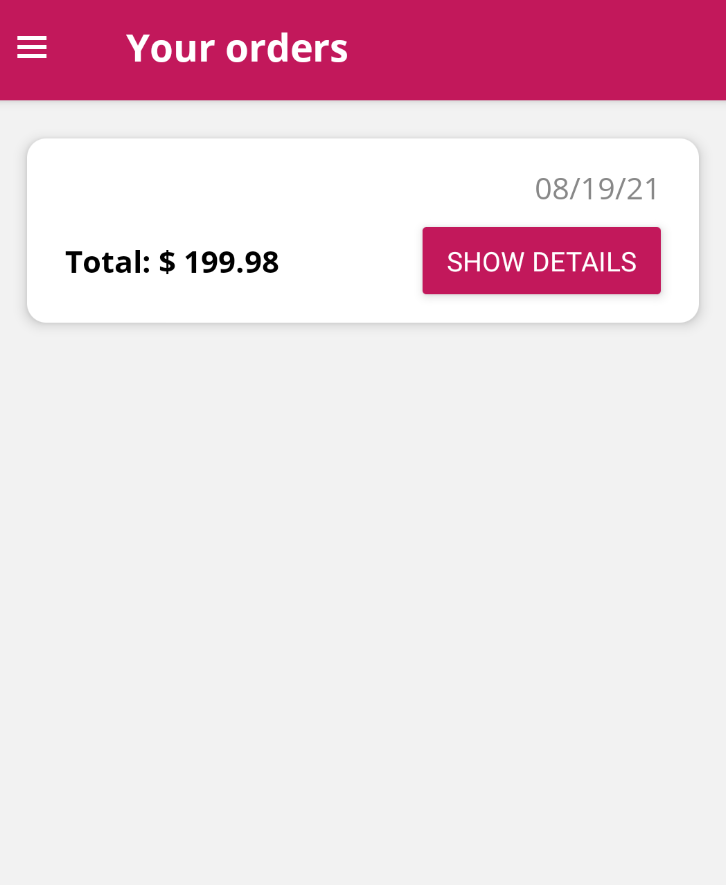 Your orders
08/19/21
Total: $ 199.98
SHOW DETAILS